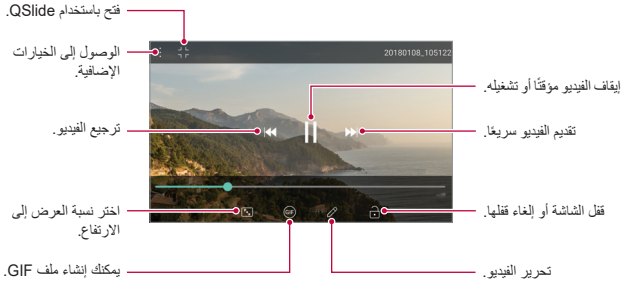 فتح باستخدام QSlide.
الوصول إلى الخيارات
الإضافية.
20180108_105122
إيقاف الفيديو مؤقتًا أو تشغيله.
ترجيع الفيديو.
تقديم الفيديو سريعًا.
اختر نسبة العرض إلى
الارتفاع.
قفل الشاشة أو إلغاء قفلها.
GIF
يمكنك إنشاء ملف GIF.
تحرير الفيديو.